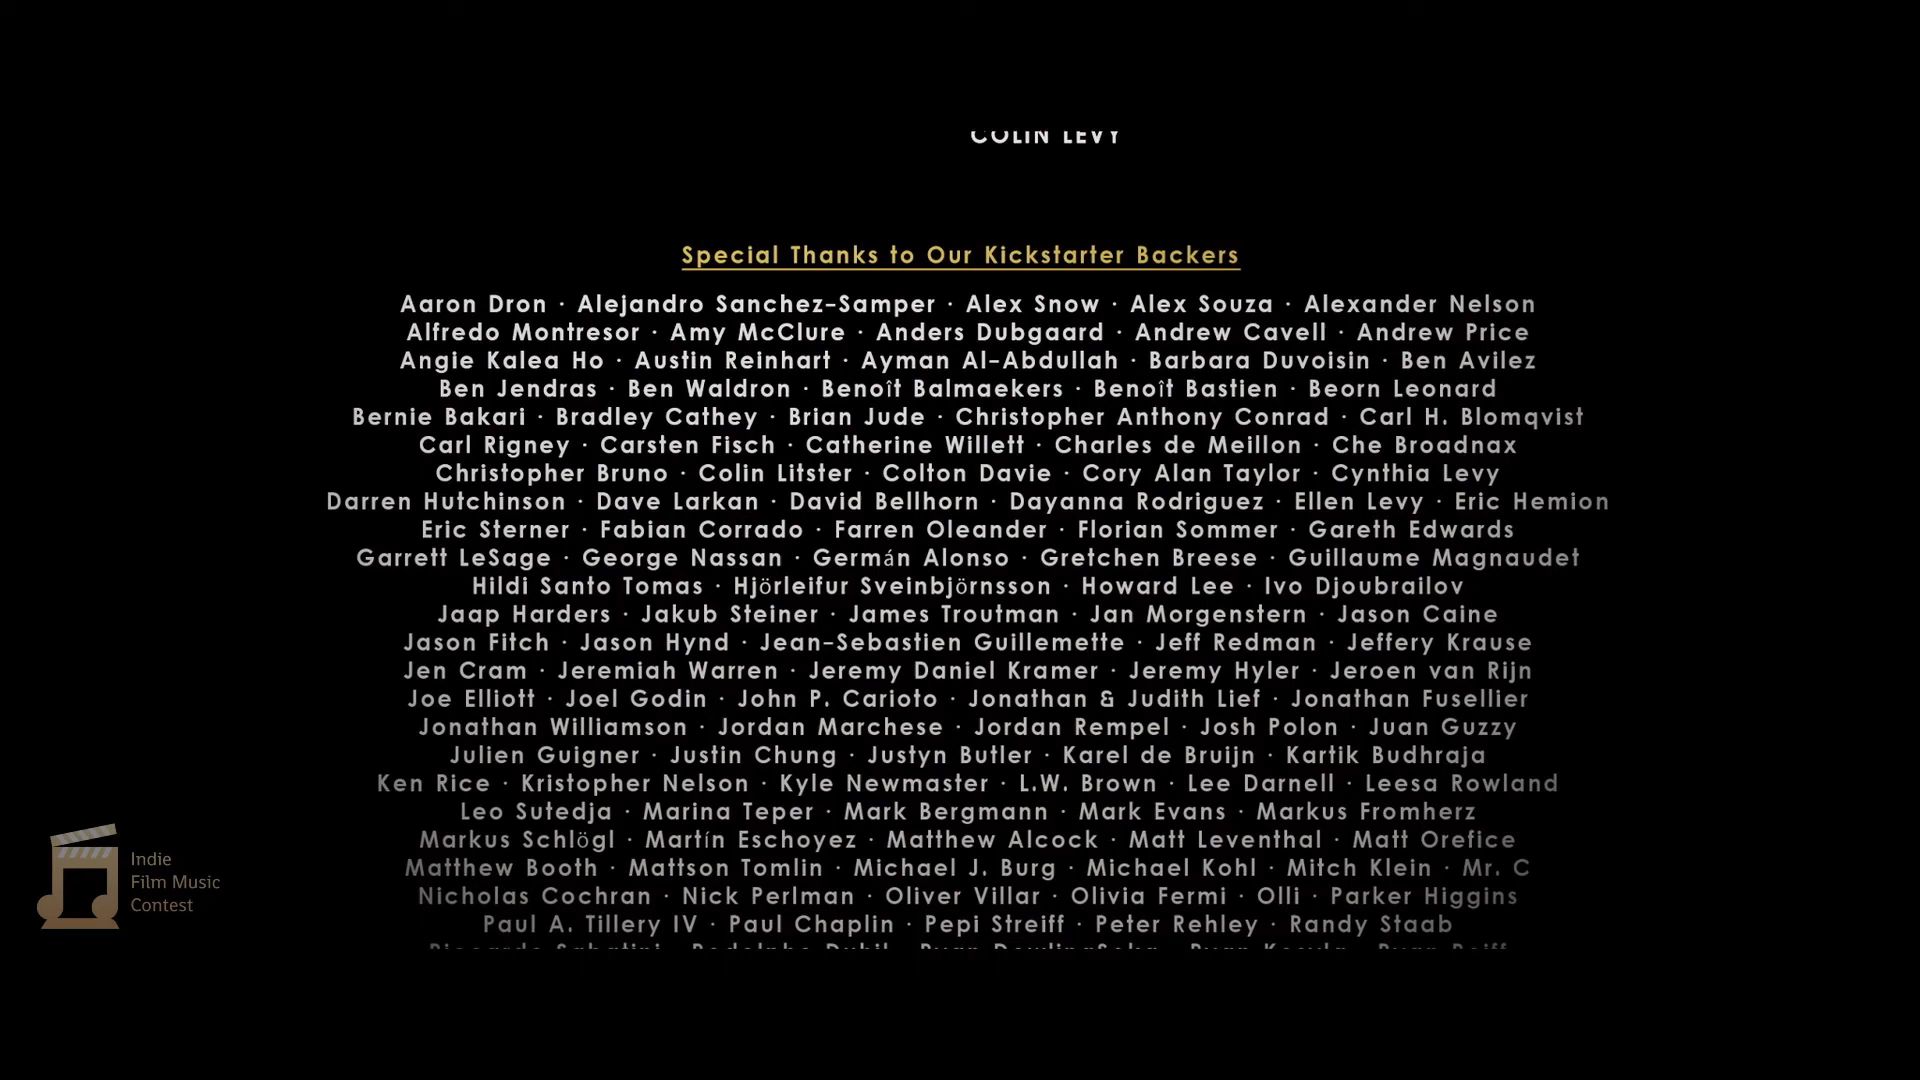 COLIN LEVY
Special Thanks to Our Kickstarter Backers
Aaron Dron · Alejandro Sanchez-Samper · Alex Snow · Alex Souza · Alexander Nelson
Alfredo Montresor · Amy McClure · Anders Dubgaard · Andrew Cavell · Andrew Price
Angie Kalea Ho · Austin Reinhart · Ayman Al-Abdullah · Barbara Duvoisin · Ben Avilez
Ben Jendras · Ben Waldron · Benoît Balmaekers · Benoît Bastien · Beorn Leonard
Bernie Bakari · Bradley Cathey · Brian Jude · Christopher Anthony Conrad · Carl H. Blomqvist
Carl Rigney · Carsten Fisch · Catherine Willett · Charles de Meillon · Che Broadnax
Christopher Bruno · Colin Litster · Colton Davie · Cory Alan Taylor · Cynthia Levy
Darren Hutchinson · Dave Larkan · David Bellhorn · Dayanna Rodriguez · Ellen Levy · Eric Hemion
Eric Sterner · Fabian Corrado · Farren Oleander · Florian Sommer · Gareth Edwards
Garrett LeSage · George Nassan · Germán Alonso · Gretchen Breese · Guillaume Magnaudet
Hildi Santo Tomas · Hjörleifur Sveinbjörnsson · Howard Lee · Ivo Djoubrailov
Jaap Harders · Jakub Steiner · James Troutman · Jan Morgenstern · Jason Caine
Jason Fitch · Jason Hynd · Jean-Sebastien Guillemette · Jeff Redman · Jeffery Krause
Jen Cram · Jeremiah Warren · Jeremy Daniel Kramer · Jeremy Hyler · Jeroen van Rijn
Joe Elliott · Joel Godin · John P. Carioto · Jonathan & Judith Lief · Jonathan Fusellier
Jonathan Williamson · Jordan Marchese · Jordan Rempel · Josh Polon · Juan Guzzy
Julien Guigner · Justin Chung · Justyn Butler · Karel de Bruijn · Kartik Budhraja
Ken Rice · Kristopher Nelson · Kyle Newmaster · L.W. Brown · Lee Darnell · Leesa Rowland
Leo Sutedja · Marina Teper · Mark Bergmann · Mark Evans · Markus Fromherz
Markus Schlögl · Martín Eschoyez · Matthew Alcock · Matt Leventhal · Matt Orefice
Matthew Booth · Mattson Tomlin · Michael J. Burg · Michael Kohl · Mitch Klein · Mr. C
Nicholas Cochran · Nick Perlman · Oliver Villar · Olivia Fermi · Olli · Parker Higgins
Paul A. Tillery IV · Paul Chaplin · Pepi Streiff · Peter Rehley · Randy Staab
Indie
Film Music
Contest